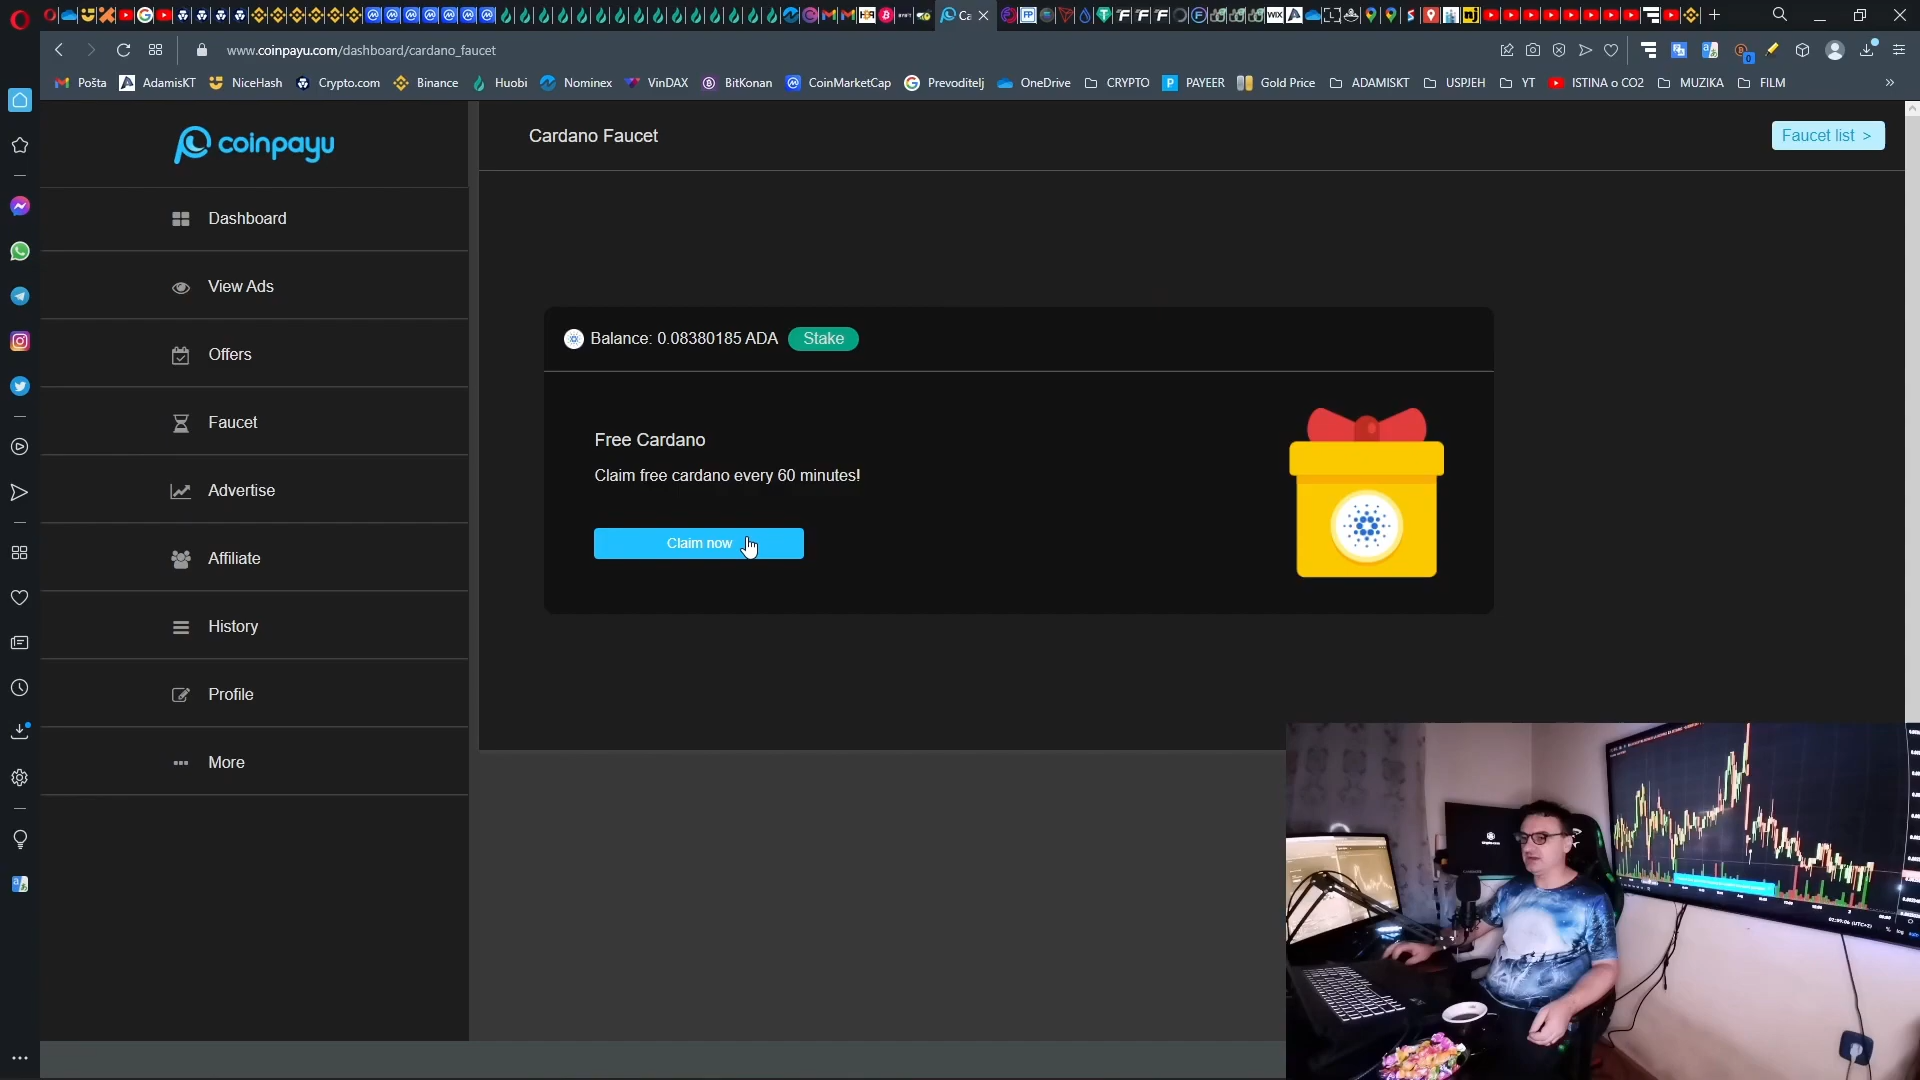 Ca
www.coinpayu.com/dashboard/cardano_faucet
Pošta
AdamisKT
NiceHash
Crypto.com
Binance
Huobi
Nominex
VinDAX
BitKonan
CoinMarketCap
Prevoditelj
OneDrive
CRYPTO
PAYEER
Gold Price
ADAMISKT
USPJEH
YT
ISTINA o CO2
MUZIKA
FILM
coinpayu
Cardano Faucet
Faucet list >
Dashboard
View Ads
Offers
Faucet
Advertise
Affiliate
History
Profile
More
Balance: 0.08380185 ADA
Stake
Free Cardano
Claim free cardano every 60 minutes!
Claim now